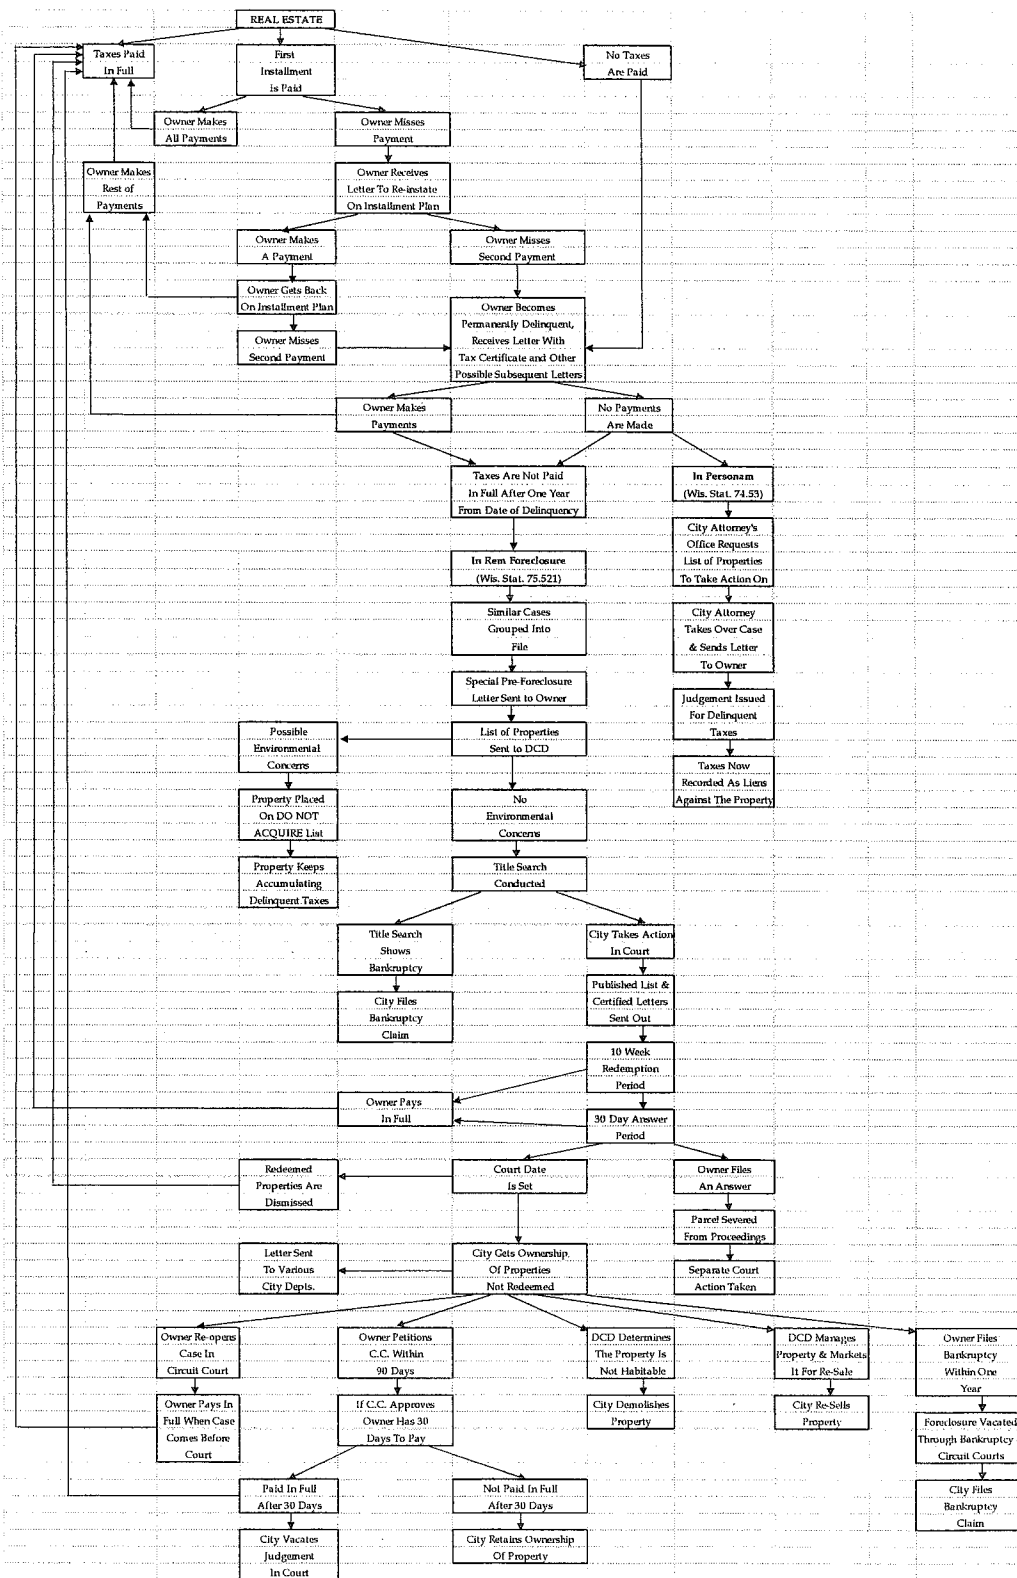 REAL ESTATE
Taxes Paid
In Full
First
Installment
is Paid
No Taxes
Are Paid
Owner Makes
All Payments
Owner Misses
Payment
Owner Makes
Rest of
Payments
Owner Receives
Letter To Re-instate
On Installment Plan
Owner Makes
A Payment
Owner Misses
Second Payment
Owner Gets Back
On Installment Plan
Owner Becomes
Permanently Delinquent,
Receives Letter With
Tax Certificate and Other
Possible Subsequent Letters
Owner Misses
Second Payment
Owner Makes
Payments
No Payments
Are Made
Taxes Are Not Paid
In Full After One Year
From Date of Delinquency
In Personam
(Wis. Stat. 74.53)
City Attorney's
Office Requests
List of Properties
To Take Action On
In Rem Foreclosure
(Wis. Stat. 75.521)
Similar Cases
Grouped Into
File
City Attorney
Takes Over Case
& Sends Letter
To Owner
Special Pre-Foreclosure
Letter Sent to Owner
Judgement Issued
For Delinquent
Taxes
Possible
Environmental
Concerns
List of Properties
Sent to DCD
Taxes Now
Recorded As Liens
Against The Property
Property Placed
On DO NOT
ACQUIRE List
No
Environmental
Concerns
Property Keeps
Accumulating
Delinquent Taxes
Title Search
Conducted
Title Search
Shows
Bankruptcy
City Takes Action
In Court
City Files
Bankruptcy
Claim
Published List &
Certified Letters
Sent Out
10 Week
Redemption
Period
Owner Pays
In Full
30 Day Answer
Period
Redeemed
Properties Are
Dismissed
Court Date
Is Set
Owner Files
An Answer
Parcel Severed
From Proceedings
Letter Sent
To Various
City Depts.
City Gets Ownership
Of Properties
Not Redeemed
Separate Court
Action Taken
Owner Re-opens
Case In
Circuit Court
Owner Petitions
C.C. Within
90 Days
DCD Determines
The Property Is
Not Habitable
DCD Manages
Property & Markets
It For Re-Sale
Owner Files
Bankruptcy
Within One
Year
Owner Pays In
Full When Case
Comes Before
Court
If C.C. Approves
Owner Has 30
Days To Pay
City Demolishes
Property
City Re-Sells
Property
Foreclosure Vacated
Through Bankruptcy
Circuit Courts
Paid In Full
After 30 Days
Not Paid In Full
After 30 Days
City Files
Bankruptcy
Claim
City Vacates
Judgement
In Court
City Retains Ownership
Of Property